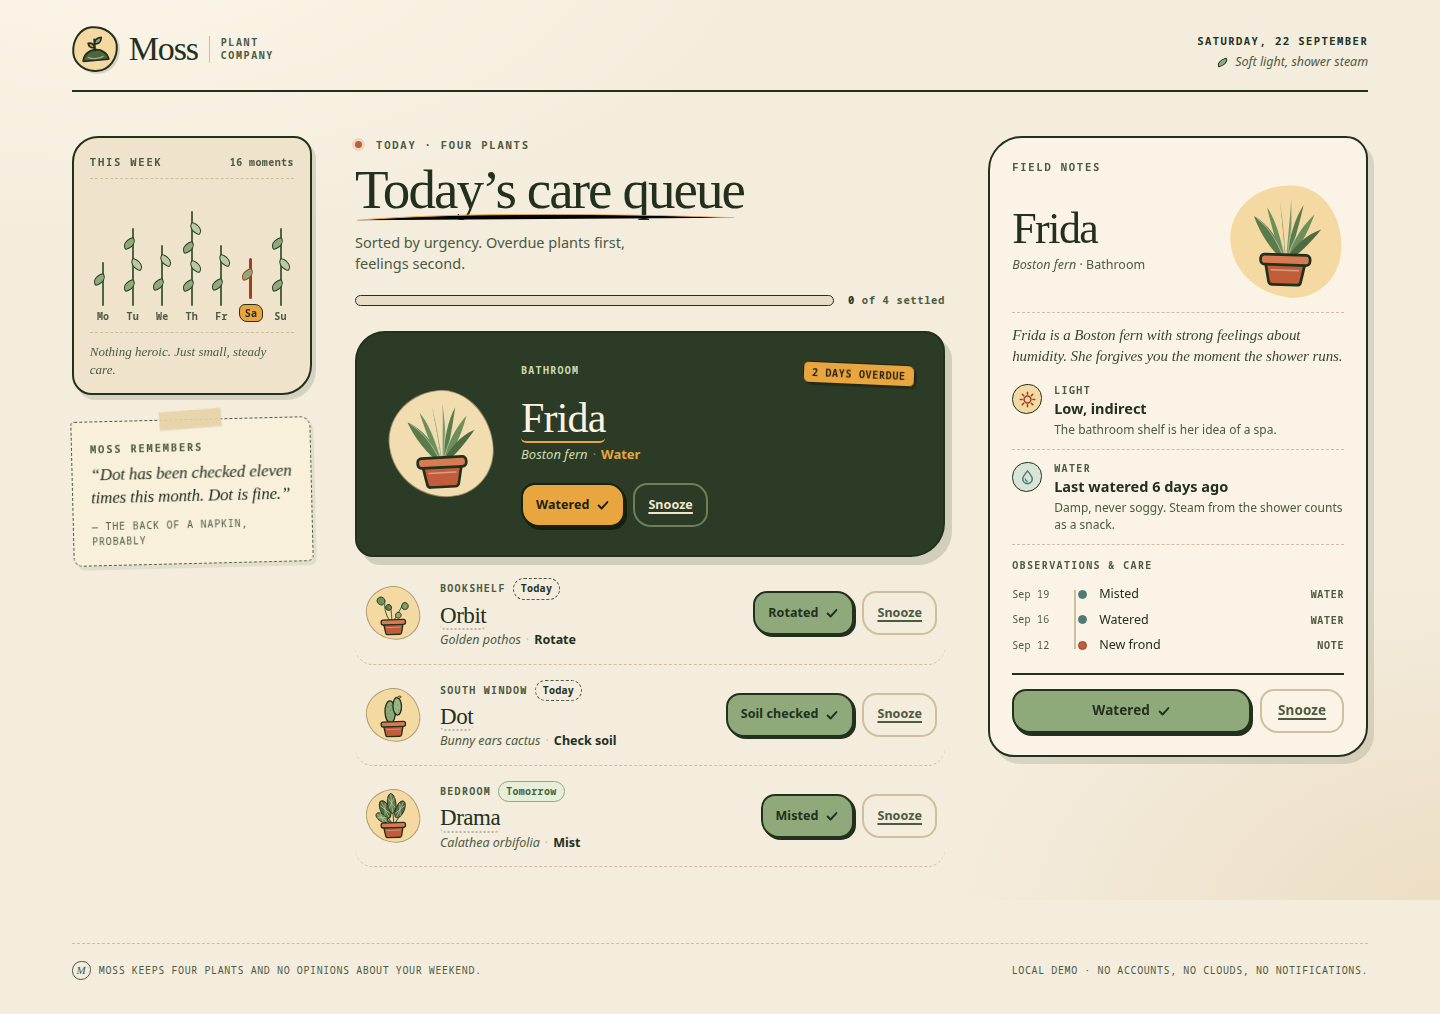 Moss
PLANT
COMPANY
SATURDAY, 22 SEPTEMBER
Soft light, shower steam
THIS WEEK
16 moments
Mo Tu We Th Fr Sa Su
Nothing heroic. Just small, steady
care.
MOSS REMEMBERS
“Dot has been checked eleven
times this month. Dot is fine.”
— THE BACK OF A NAPKIN,
PROBABLY
TODAY · FOUR PLANTS
Today’s care queue
Sorted by urgency. Overdue plants first,
feelings second.
0 of 4 settled
BATHROOM
2 DAYS OVERDUE
Frida
Boston fern · Water
Watered
Snooze
BOOKSHELF Today
Orbit
Golden pothos · Rotate
Rotated
Snooze
SOUTH WINDOW Today
Dot
Bunny ears cactus · Check soil
Soil checked
Snooze
BEDROOM Tomorrow
Drama
Calathea orbifolia · Mist
Misted
Snooze
FIELD NOTES
Frida
Boston fern · Bathroom
Frida is a Boston fern with strong feelings about
humidity. She forgives you the moment the shower runs.
LIGHT
Low, indirect
The bathroom shelf is her idea of a spa.
WATER
Last watered 6 days ago
Damp, never soggy. Steam from the shower counts
as a snack.
OBSERVATIONS & CARE
Sep 19 Misted WATER
Sep 16 Watered WATER
Sep 12 New frond NOTE
Watered
Snooze
M MOSS KEEPS FOUR PLANTS AND NO OPINIONS ABOUT YOUR WEEKEND.
LOCAL DEMO · NO ACCOUNTS, NO CLOUDS, NO NOTIFICATIONS.